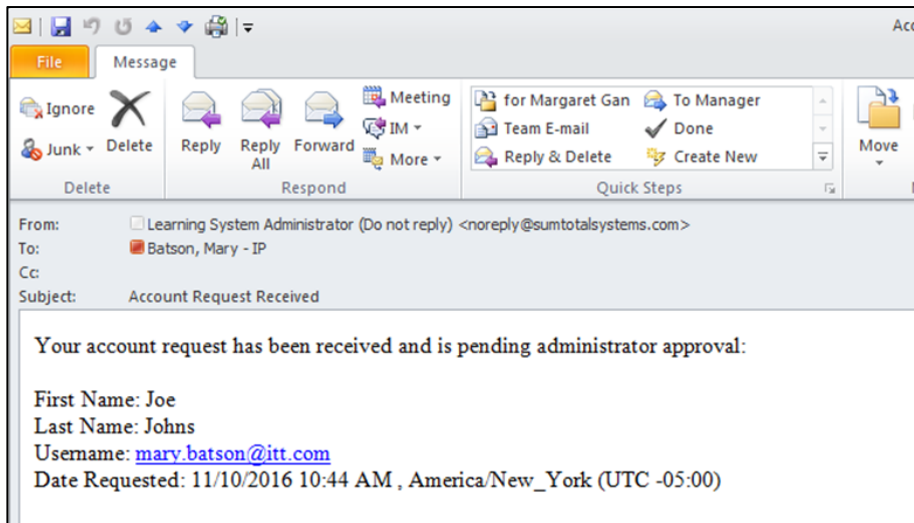 Acc
File Message
Ignore
Junk
Delete
Reply
Reply All
Forward
Meeting
IM
More
for Margaret Gan
To Manager
Team E-mail
Done
Reply & Delete
Create New
Move
Delete
Respond
Quick Steps
From: Learning System Administrator (Do not reply) <noreply@sumtotalsystems.com>
To: Batson, Mary - IP
Cc:
Subject: Account Request Received
Your account request has been received and is pending administrator approval:
First Name: Joe
Last Name: Johns
Username: mary.batson@itt.com
Date Requested: 11/10/2016 10:44 AM , America/New_York (UTC -05:00)